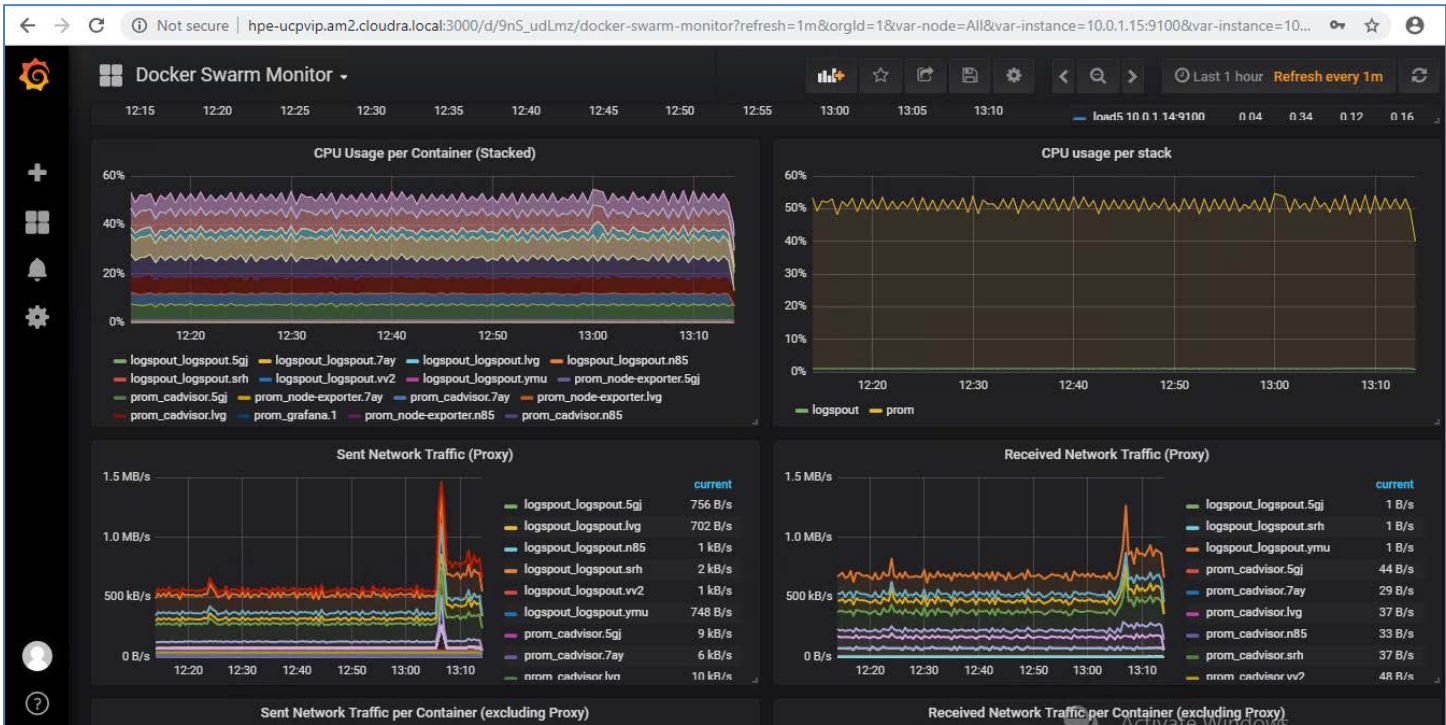 Not secure | hpe-ucpvip.am2.cloudra.local:3000/d/9nS_udLmz/docker-swarm-monitor?refresh=1m&orgId=1&var-node=All&var-instance=10.0.1.15:9100&var-instance=10...
Docker Swarm Monitor
Last 1 hour Refresh every 1m
12:15 12:20 12:25 12:30 12:35 12:40 12:45 12:50 12:55 13:00 13:05 13:10
load5 10.0.1.14:9100 0.04 0.34 0.12 0.16
CPU Usage per Container (Stacked)
60%
40%
20%
0%
12:20 12:30 12:40 12:50 13:00 13:10
logspout_logspout.5gj logspout_logspout.7ay logspout_logspout.lvg logspout_logspout.n85
logspout_logspout.srh logspout_logspout.vv2 logspout_logspout.ymu prom_node-exporter.5gj
prom_cadvisor.5gj prom_node-exporter.7ay prom_cadvisor.7ay prom_node-exporter.lvg
prom_cadvisor.lvg prom_grafana.1 prom_node-exporter.n85 prom_cadvisor.n85
CPU usage per stack
60%
50%
40%
30%
20%
10%
0%
12:20 12:30 12:40 12:50 13:00 13:10
logspout prom
Sent Network Traffic (Proxy)
1.5 MB/s
1.0 MB/s
500 kB/s
0 B/s
12:20 12:30 12:40 12:50 13:00 13:10
current
logspout_logspout.5gj 756 B/s
logspout_logspout.lvg 702 B/s
logspout_logspout.n85 1 kB/s
logspout_logspout.srh 2 kB/s
logspout_logspout.vv2 1 kB/s
logspout_logspout.ymu 748 B/s
prom_cadvisor.5gj 9 kB/s
prom_cadvisor.7ay 6 kB/s
prom_cadvisor.lvg 10 kB/s
Received Network Traffic (Proxy)
1.5 MB/s
1.0 MB/s
500 kB/s
0 B/s
12:20 12:30 12:40 12:50 13:00 13:10
current
logspout_logspout.5gj 1 B/s
logspout_logspout.srh 1 B/s
logspout_logspout.ymu 1 B/s
prom_cadvisor.5gj 44 B/s
prom_cadvisor.7ay 29 B/s
prom_cadvisor.lvg 37 B/s
prom_cadvisor.n85 33 B/s
prom_cadvisor.srh 37 B/s
prom_cadvisor.vv2 48 B/s
Sent Network Traffic per Container (excluding Proxy)
Received Network Traffic per Container (excluding Proxy)
Activate Windows